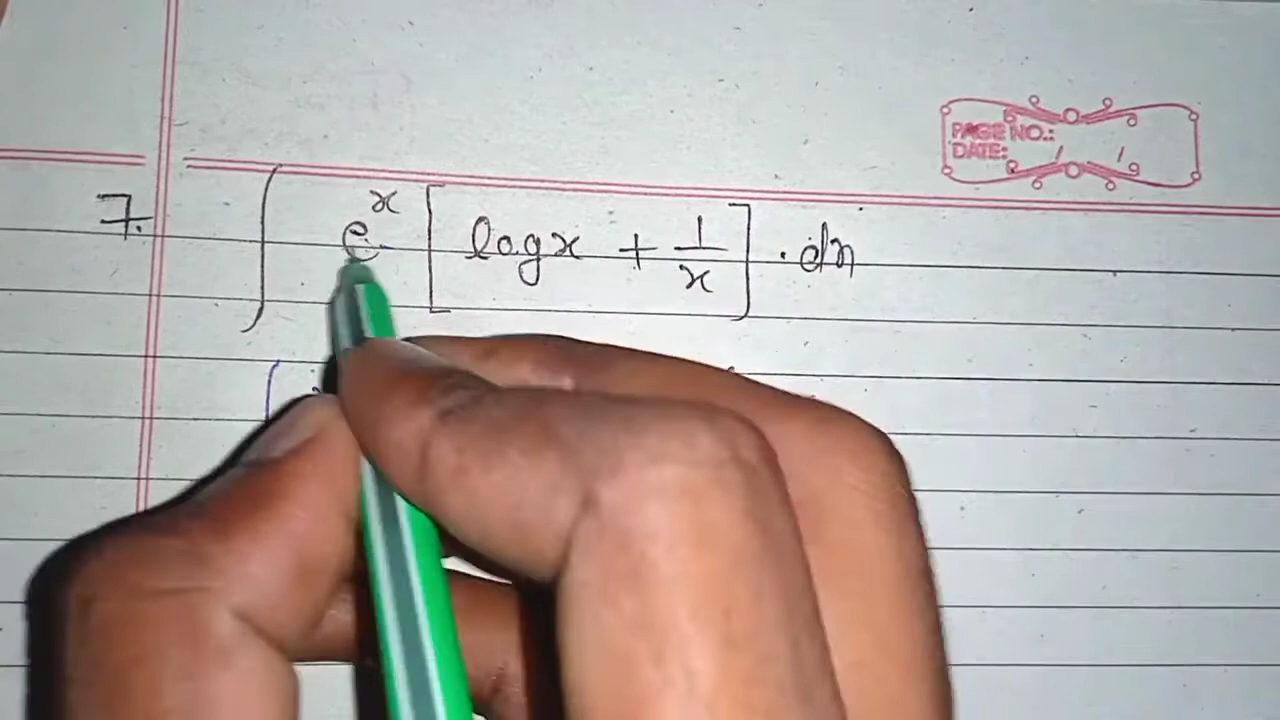 PAGE NO.:
DATE: / /
7. ∫ e^x [log x + 1/x] . dx